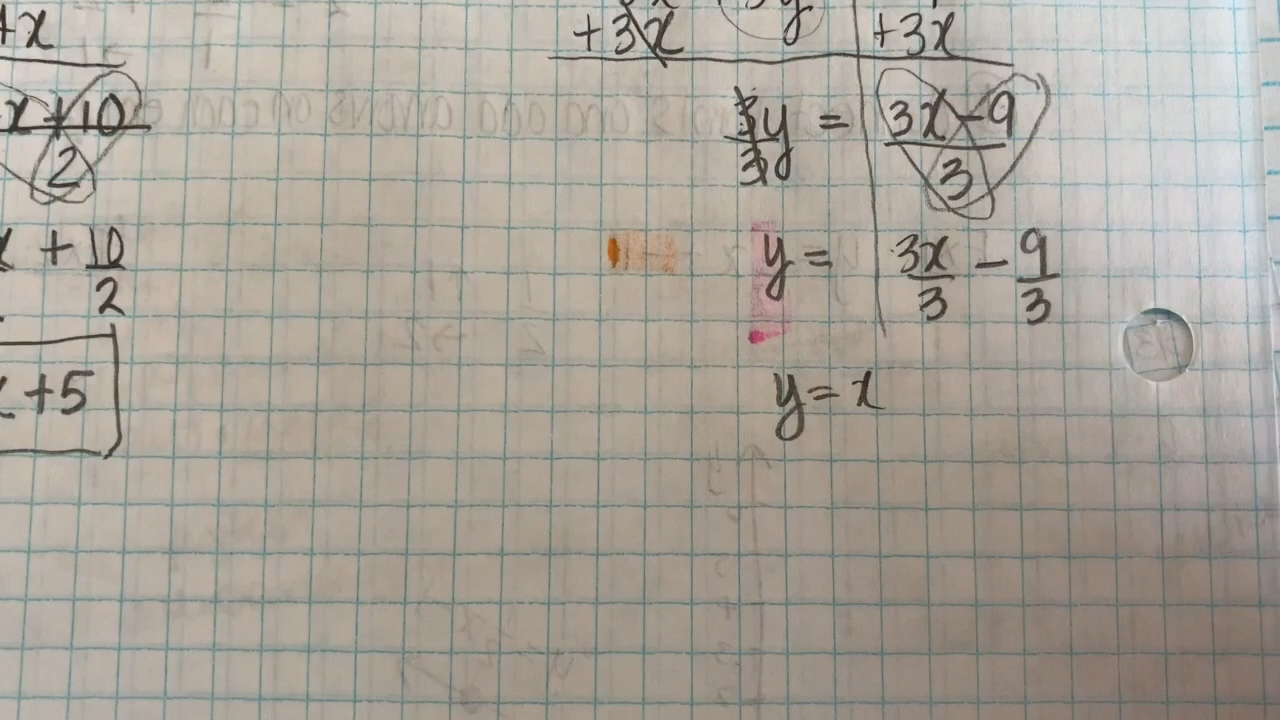 +x
+3x +3x
x+10
2
3y = 3x-9
3 3
x + 10
2
y = 3x - 9
3 3
x+5
y = x